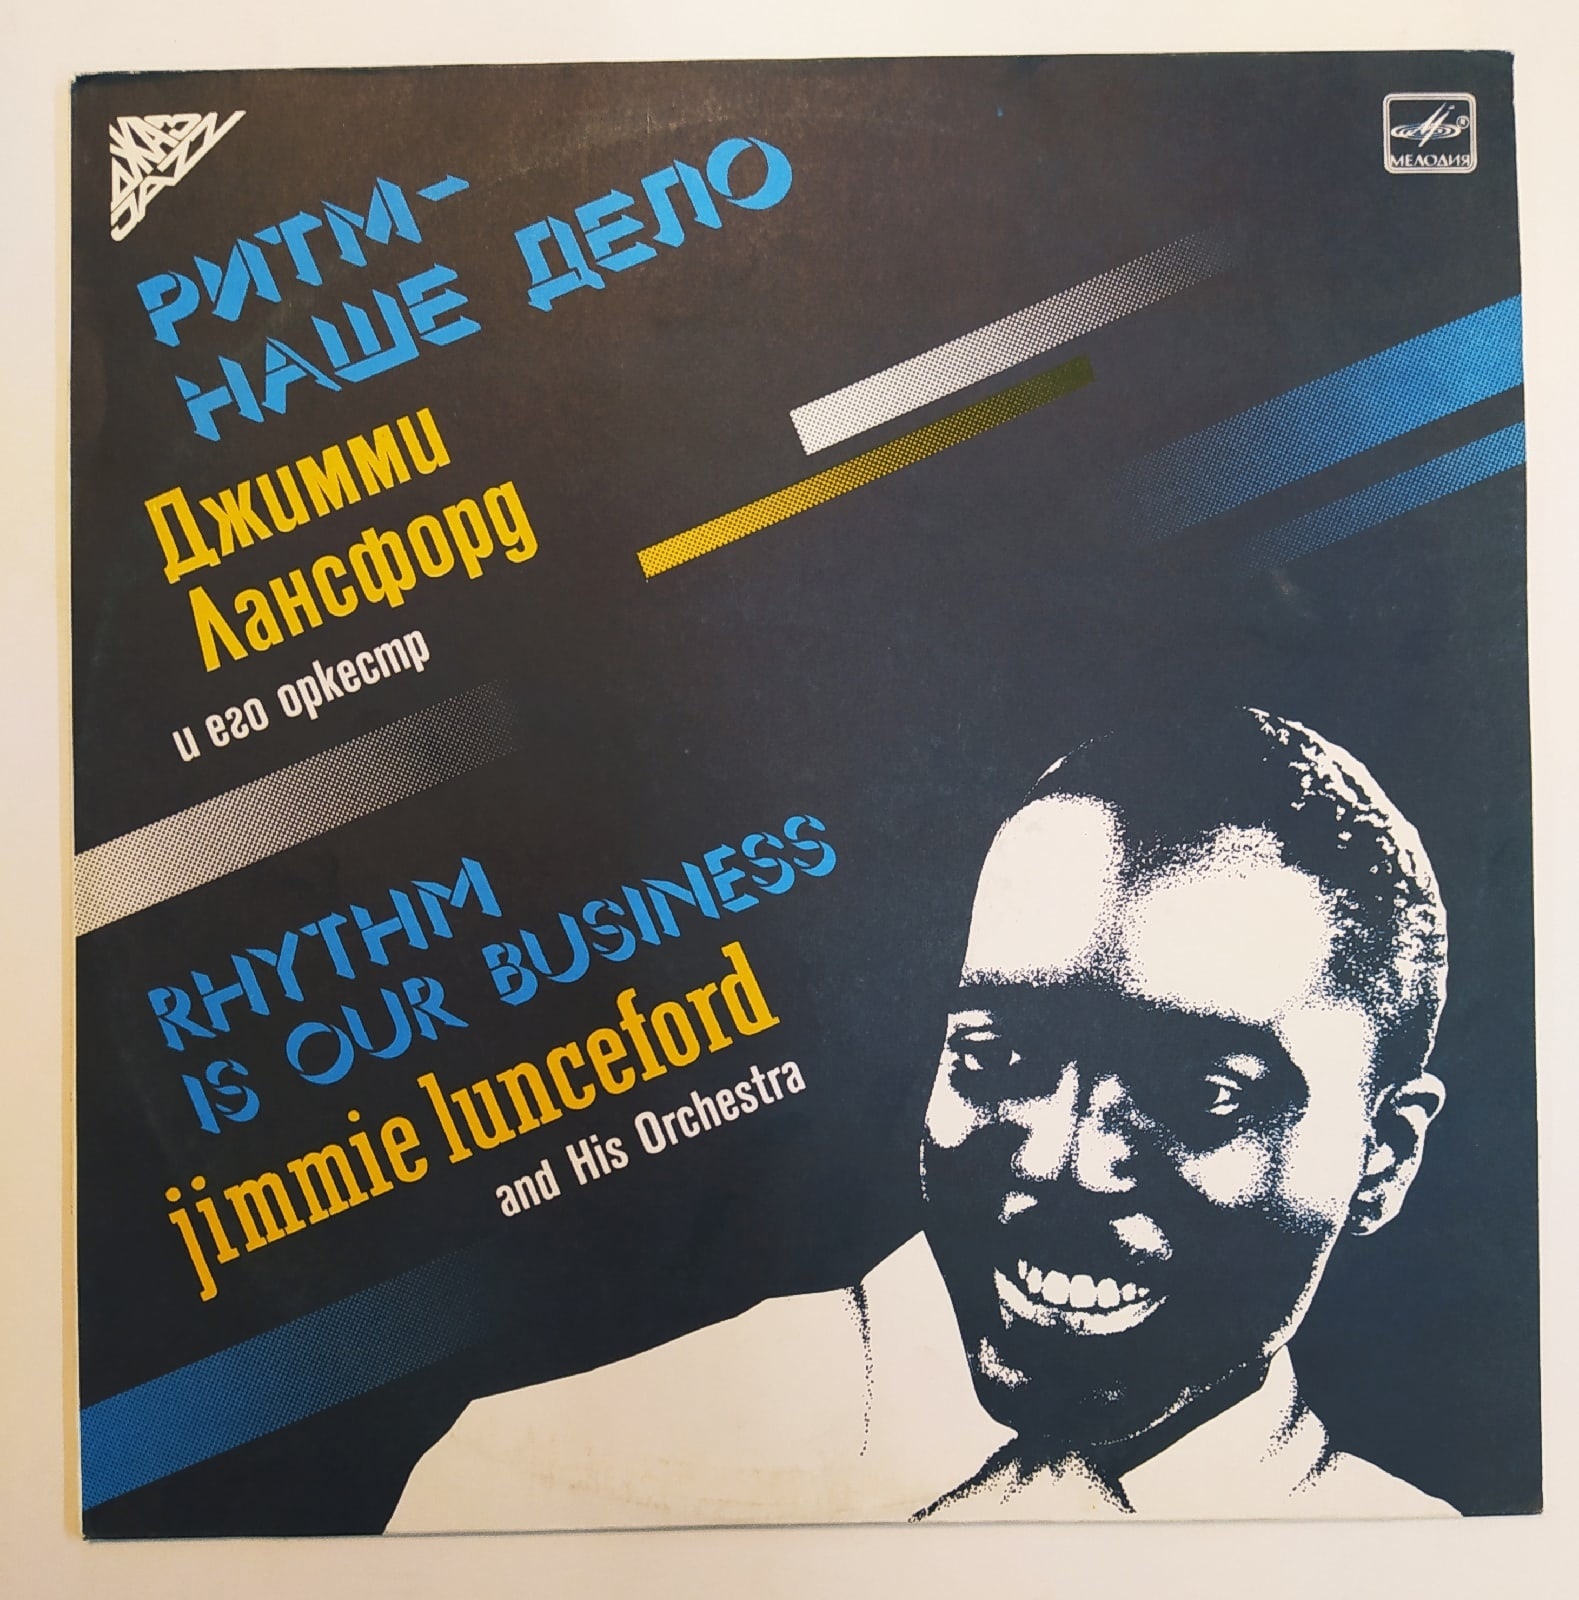 ДЖАЗ
JAZZ
МЕЛОДИЯ
®
РИТМ-
НАШЕ ДЕЛО
Джимми
Лансфорд
и его оркестр
RHYTHM
IS OUR BUSINESS
jimmie lunceford
and His Orchestra